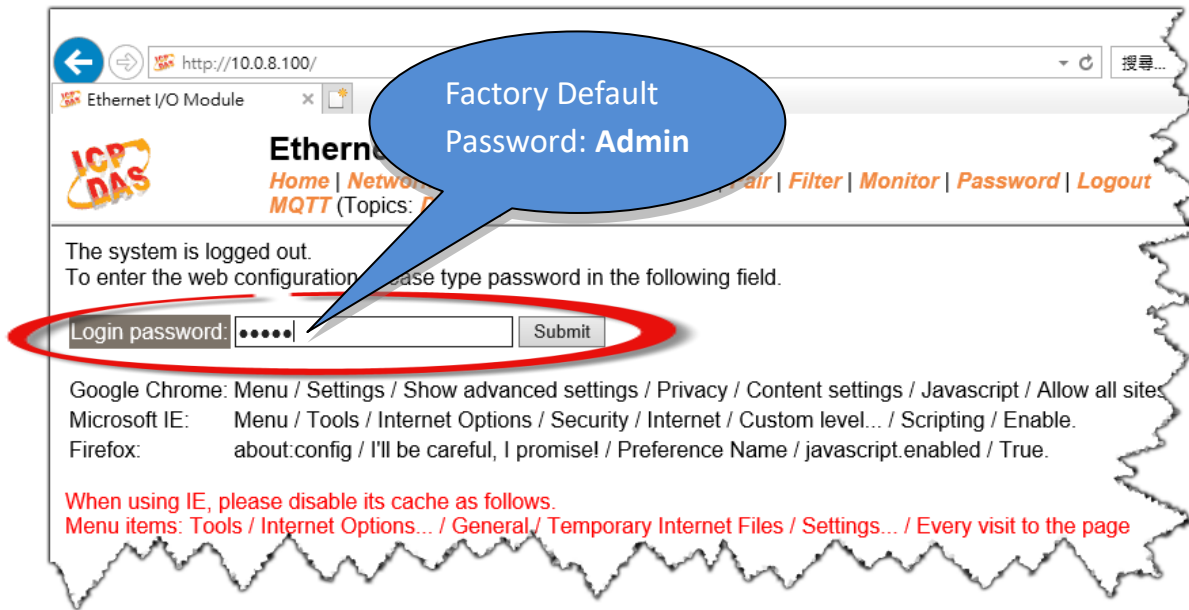 http://10.0.8.100/
搜尋...
Ethernet I/O Module
Factory Default
Password: Admin
ICP
DAS
Home | | Filter | Monitor | Password | Logout
MQTT (Topics:
The system is logged out.
To enter the web configuration type password in the following field.
Login password: ●●●●● Submit
Google Chrome: Menu / Settings / Show advanced settings / Privacy / Content settings / Javascript / Allow all sites
Microsoft IE: Menu / Tools / Internet Options / Security / Internet / Custom level... / Scripting / Enable.
Firefox: about:config / I'll be careful, I promise! / Preference Name / javascript.enabled / True.
When using IE, please disable its cache as follows.
Menu items: Tools / Internet Options... / General / Temporary Internet Files / Settings... / Every visit to the page